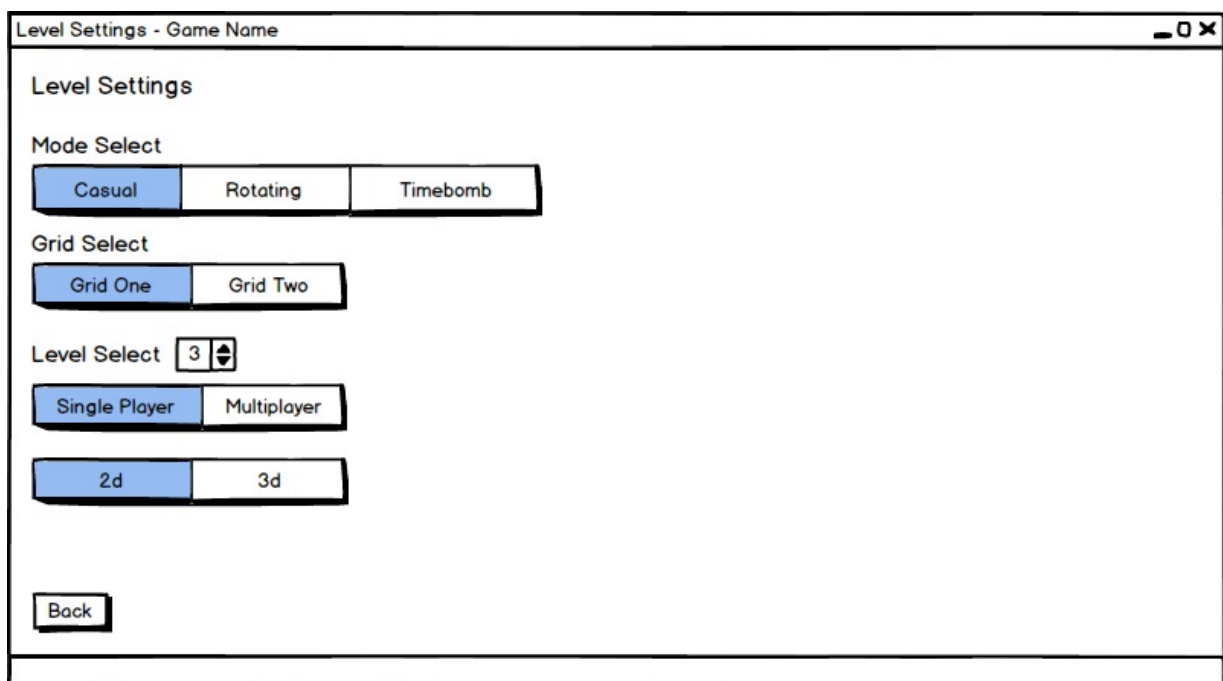 Level Settings - Game Name
Level Settings
Mode Select
Casual Rotating Timebomb
Grid Select
Grid One Grid Two
Level Select 3
Single Player Multiplayer
2d 3d
Back